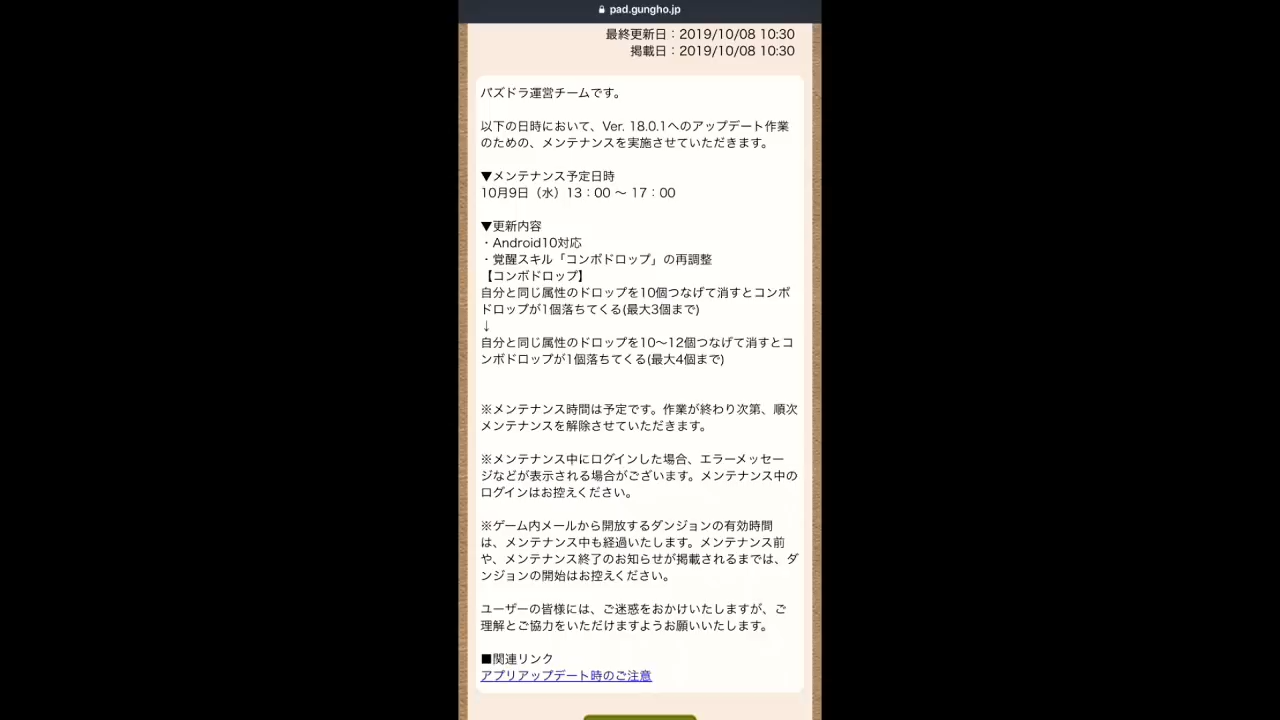 pad.gungho.jp
最終更新日：2019/10/08 10:30
掲載日：2019/10/08 10:30
パズドラ運営チームです。
以下の日時において、Ver. 18.0.1へのアップデート作業
のための、メンテナンスを実施させていただきます。
▼メンテナンス予定日時
10月9日（水）13：00 〜 17：00
▼更新内容
・Android10対応
・覚醒スキル「コンボドロップ」の再調整
【コンボドロップ】
自分と同じ属性のドロップを10個つなげて消すとコンボ
ドロップが1個落ちてくる(最大3個まで)
↓
自分と同じ属性のドロップを10〜12個つなげて消すとコ
ンボドロップが1個落ちてくる(最大4個まで)
※メンテナンス時間は予定です。作業が終わり次第、順次
メンテナンスを解除させていただきます。
※メンテナンス中にログインした場合、エラーメッセー
ジなどが表示される場合がございます。メンテナンス中の
ログインはお控えください。
※ゲーム内メールから開放するダンジョンの有効時間
は、メンテナンス中も経過いたします。メンテナンス前
や、メンテナンス終了のお知らせが掲載されるまでは、ダ
ンジョンの開始はお控えください。
ユーザーの皆様には、ご迷惑をおかけいたしますが、ご
理解とご協力をいただけますようお願いいたします。
■関連リンク
アプリアップデート時のご注意